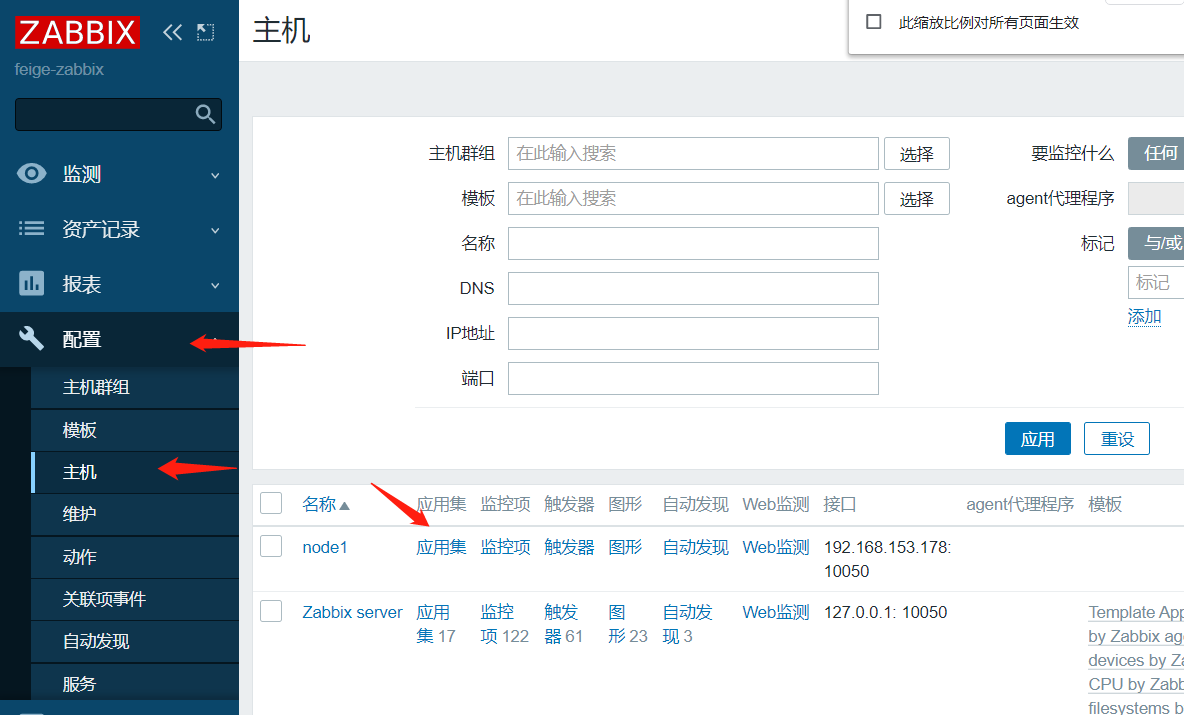 ZABBIX
feige-zabbix
监测
资产记录
报表
配置
主机群组
模板
主机
维护
动作
关联项事件
自动发现
服务
主机
此缩放比例对所有页面生效
主机群组 在此输入搜索 选择 要监控什么 任何
模板 在此输入搜索 选择 agent代理程序
名称 标记 与/或
DNS 标记
IP地址 添加
端口
应用 重设
名称 应用集 监控项 触发器 图形 自动发现 Web监测 接口 agent代理程序 模板
node1 应用集 监控项 触发器 图形 自动发现 Web监测 192.168.153.178:
10050
Zabbix server 应用 监控 触发 图 自动发 Web监测 127.0.0.1: 10050 Template App
集 17 项 122 器 61 形 23 现 3 by Zabbix age
devices by Za
CPU by Zabb
filesystems b